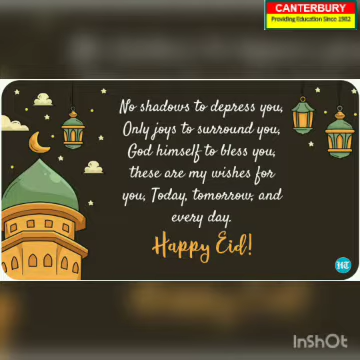 CANTERBURY
Providing Education Since 1982
No shadows to depress you,
Only joys to surround you,
God himself to bless you,
these are my wishes for
you, Today, tomorrow, and
every day.
Happy Eid!
HT
InShOt